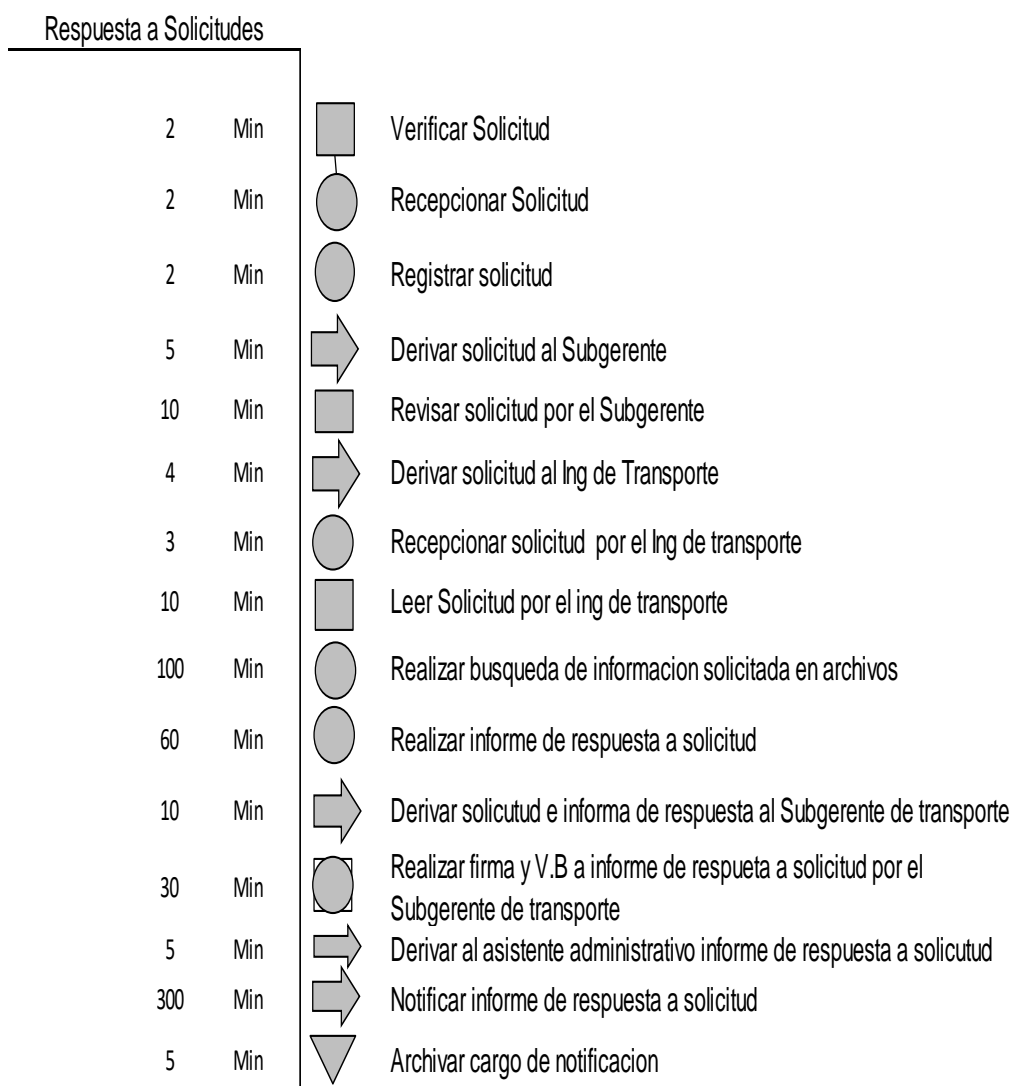 Respuesta a Solicitudes
2 Min Verificar Solicitud
2 Min Recepcionar Solicitud
2 Min Registrar solicitud
5 Min Derivar solicitud al Subgerente
10 Min Revisar solicitud por el Subgerente
4 Min Derivar solicitud al Ing de Transporte
3 Min Recepcionar solicitud por el Ing de transporte
10 Min Leer Solicitud por el ing de transporte
100 Min Realizar busqueda de informacion solicitada en archivos
60 Min Realizar informe de respuesta a solicitud
10 Min Derivar solicutud e informa de respuesta al Subgerente de transporte
30 Min Realizar firma y V.B a informe de respueta a solicitud por el
Subgerente de transporte
5 Min Derivar al asistente administrativo informe de respuesta a solicutud
300 Min Notificar informe de respuesta a solicitud
5 Min Archivar cargo de notificacion